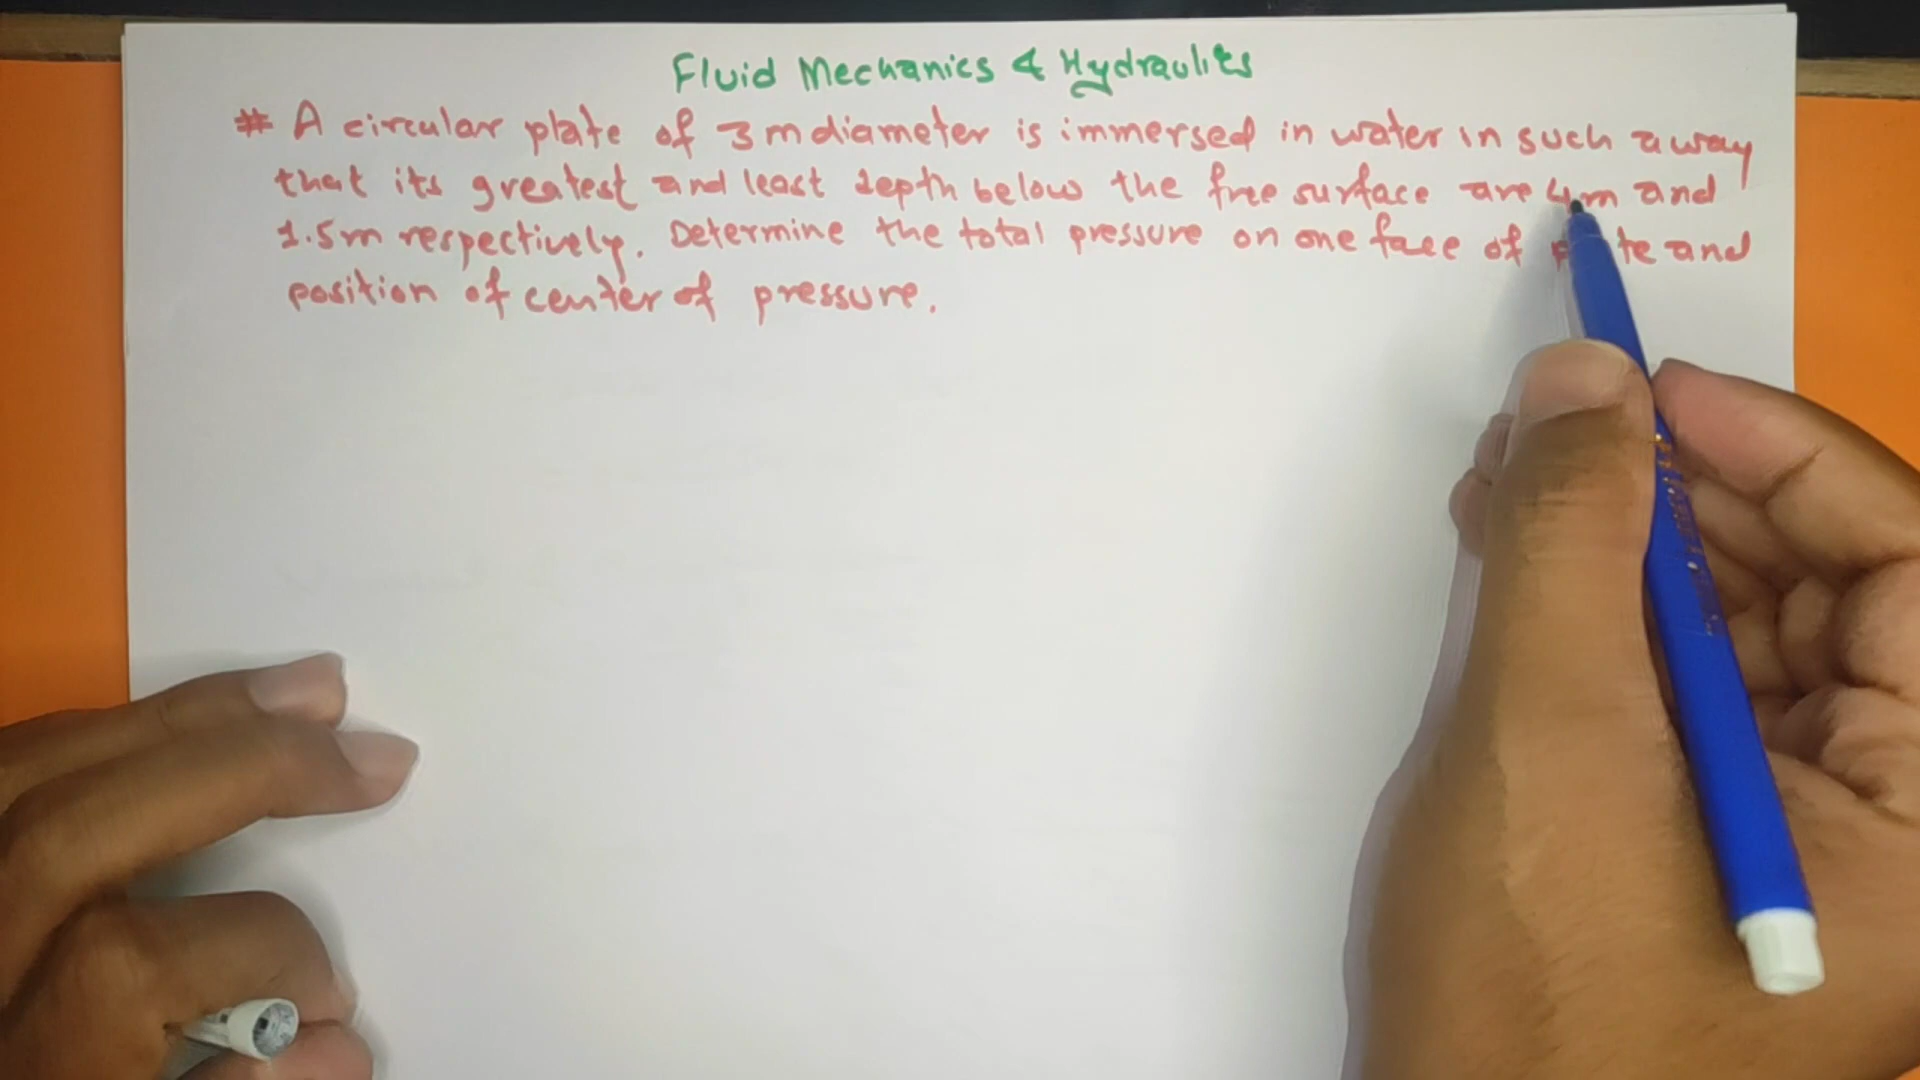 Fluid Mechanics & Hydraulics
# A circular plate of 3m diameter is immersed in water in such a way
that its greatest and least depth below the free surface are 4m and
1.5m respectively. Determine the total pressure on one face of and
position of center of pressure.